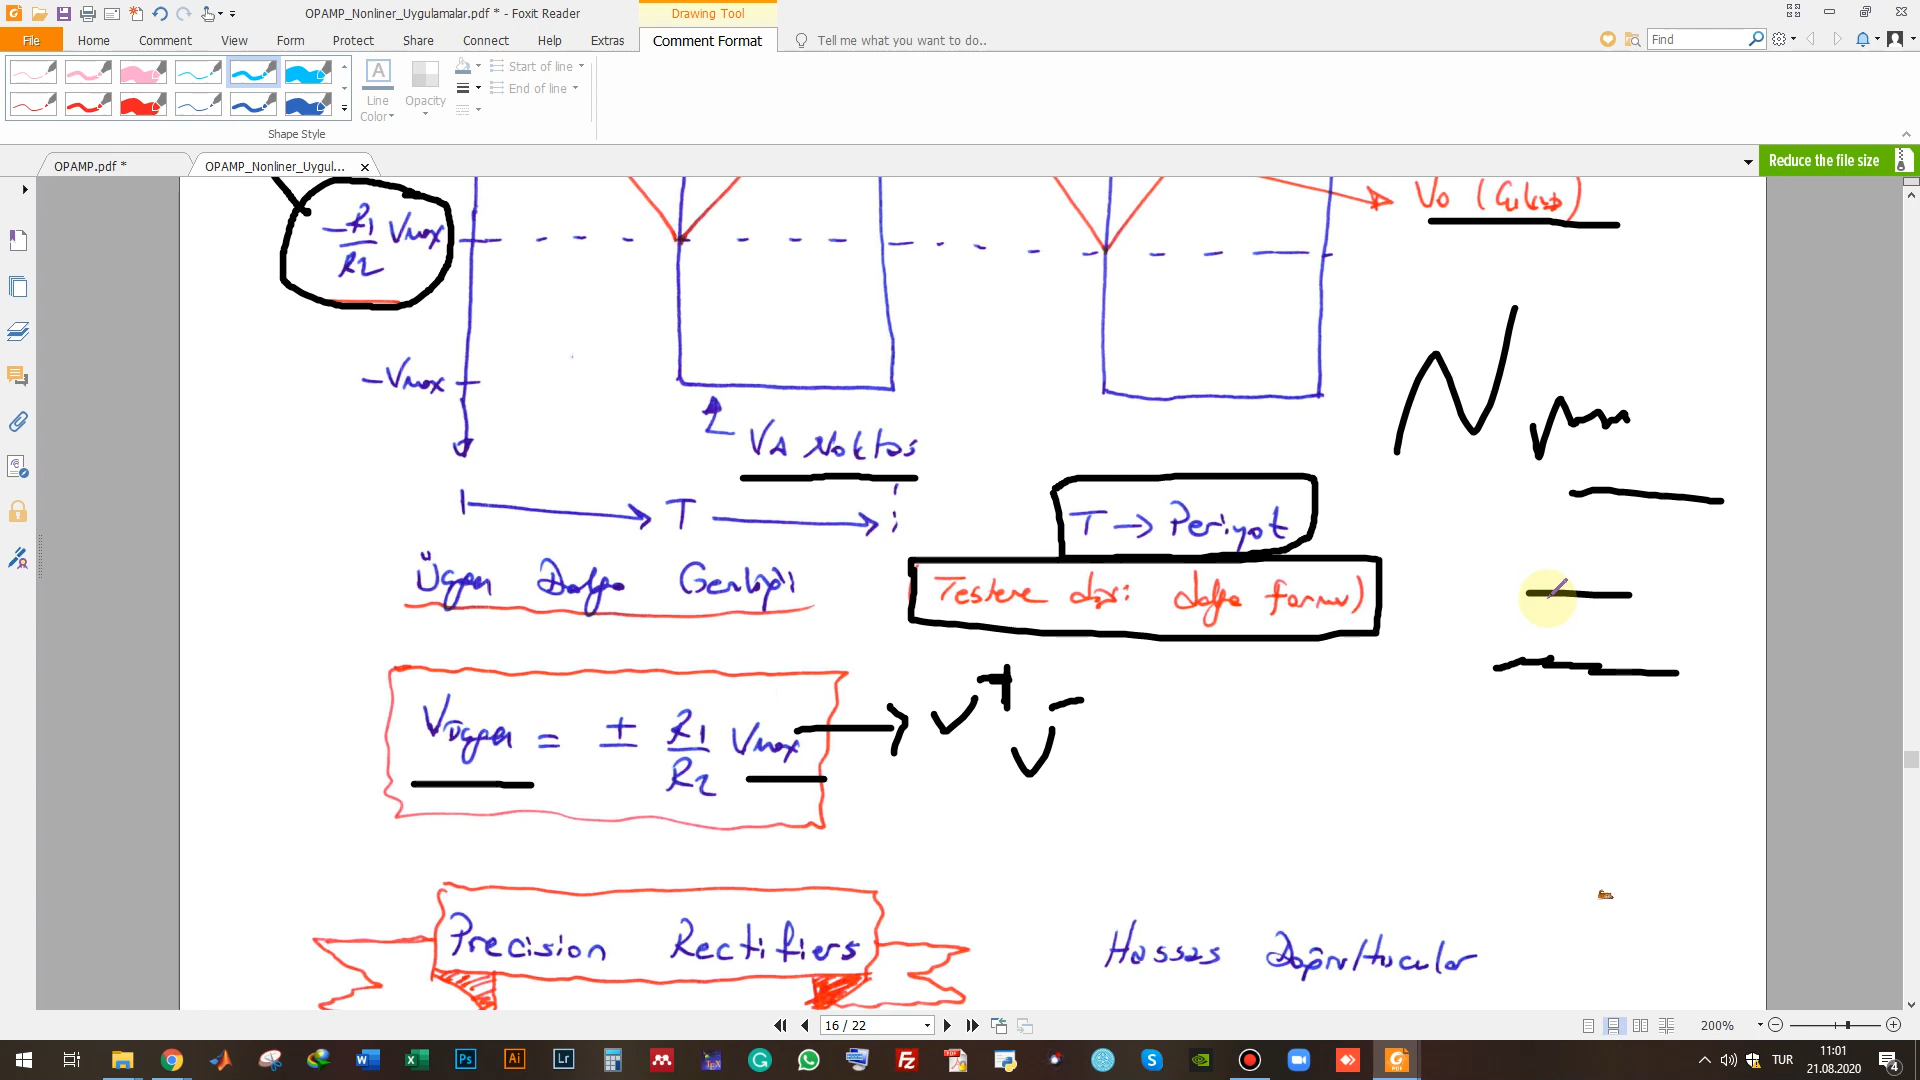 OPAMP_Nonliner_Uygulamalar.pdf * - Foxit Reader
Drawing Tool
File Home Comment View Form Protect Share Connect Help Extras Comment Format Tell me what you want to do.. Find
Line Color Opacity
Start of line
End of line
Shape Style
OPAMP.pdf *
OPAMP_Nonliner_Uygul...
Reduce the file size
-R1/R2 Vmax
Vo (Çıkış)
-Vmax
VA Noktası
T
T → Periyot
Üçgen Dalga Genliği
Testere dişi dalga formu)
VÜçgen = ± R1/R2 Vmax → V+ V-
Precision Rectifiers
Hassas Doğrultucular
16 / 22
200%
TUR
11:01
21.08.2020
4